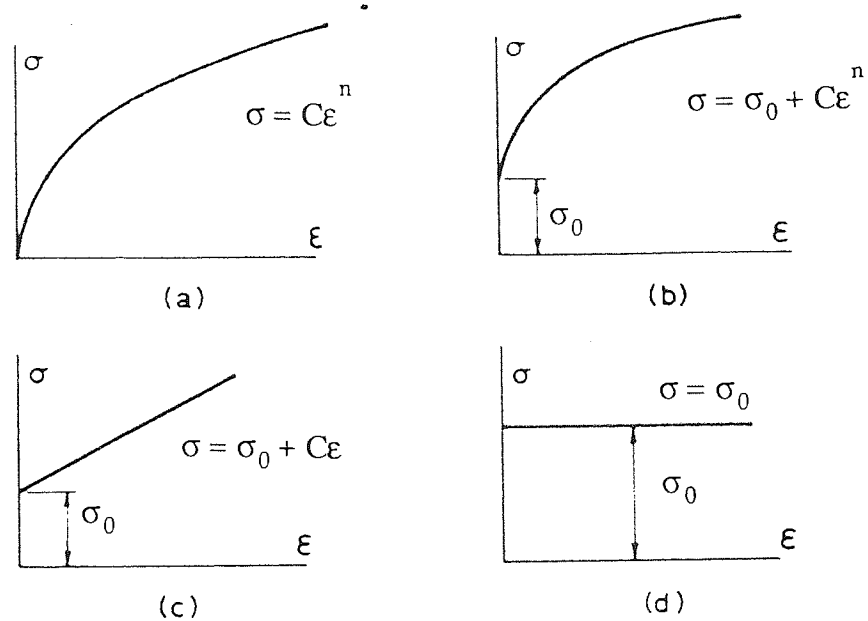 σ
σ = Cε^n
ε
(a)
σ
σ = σ₀ + Cε^n
σ₀
ε
(b)
σ
σ = σ₀ + Cε
σ₀
ε
(c)
σ
σ = σ₀
σ₀
ε
(d)